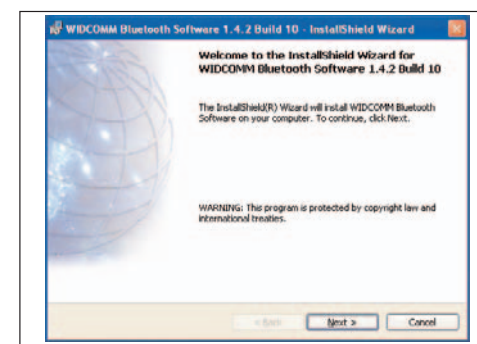 WIDCOMM Bluetooth Software 1.4.2 Build 10 - InstallShield Wizard
Welcome to the InstallShield Wizard for
WIDCOMM Bluetooth Software 1.4.2 Build 10
The InstallShield(R) Wizard will install WIDCOMM Bluetooth
Software on your computer. To continue, click Next.
WARNING: This program is protected by copyright law and
international treaties.
< Back Next > Cancel